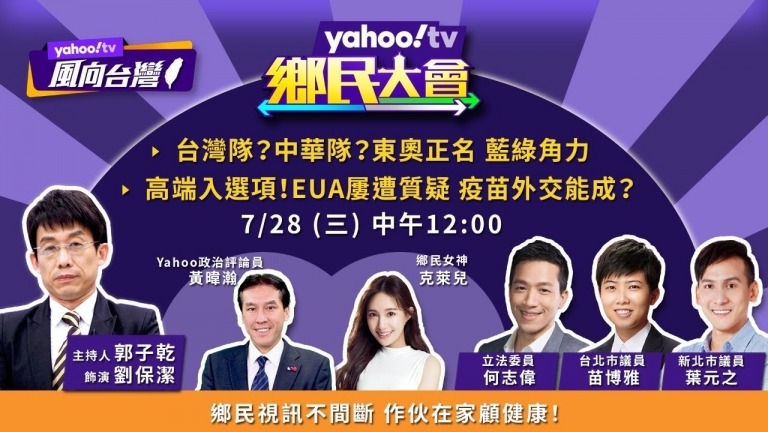 yahoo!tv
風向台灣
yahoo!tv
鄉民大會
台灣隊？中華隊？東奧正名 藍綠角力
高端入選項！EUA屢遭質疑 疫苗外交能成？
7/28 (三) 中午12:00
主持人 郭子乾
飾演 劉保潔
Yahoo政治評論員
黃暐瀚
鄉民女神
克萊兒
立法委員
何志偉
台北市議員
苗博雅
新北市議員
葉元之
鄉民視訊不間斷 作伙在家顧健康！